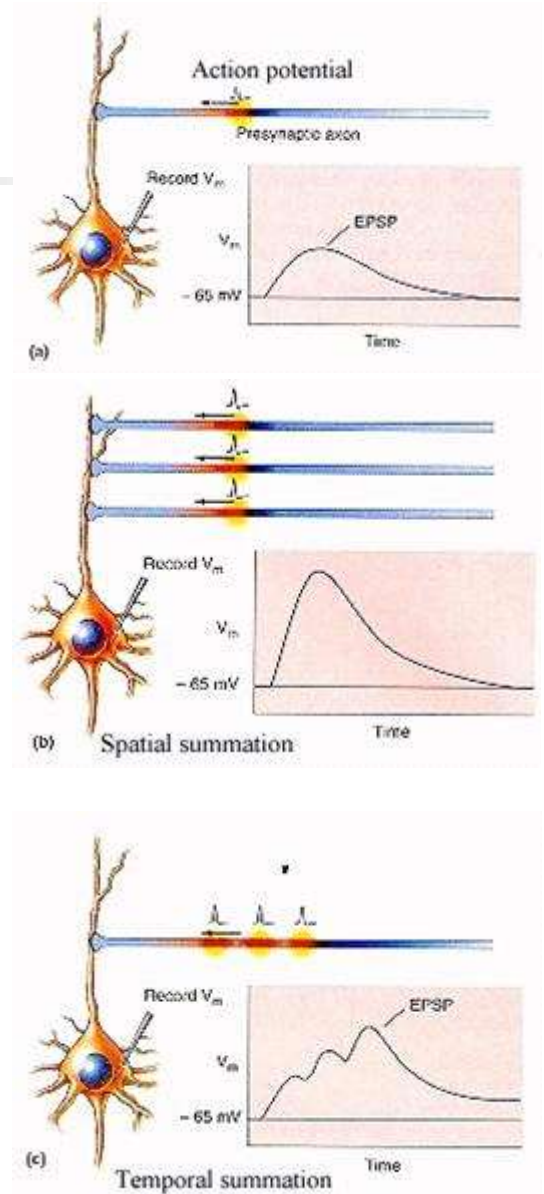 Action potential
Presynaptic axon
Record Vm
EPSP
Vm
– 65 mV
Time
(a)
Record Vm
Vm
– 65 mV
Time
(b) Spatial summation
Record Vm
EPSP
Vm
– 65 mV
Time
(c)
Temporal summation